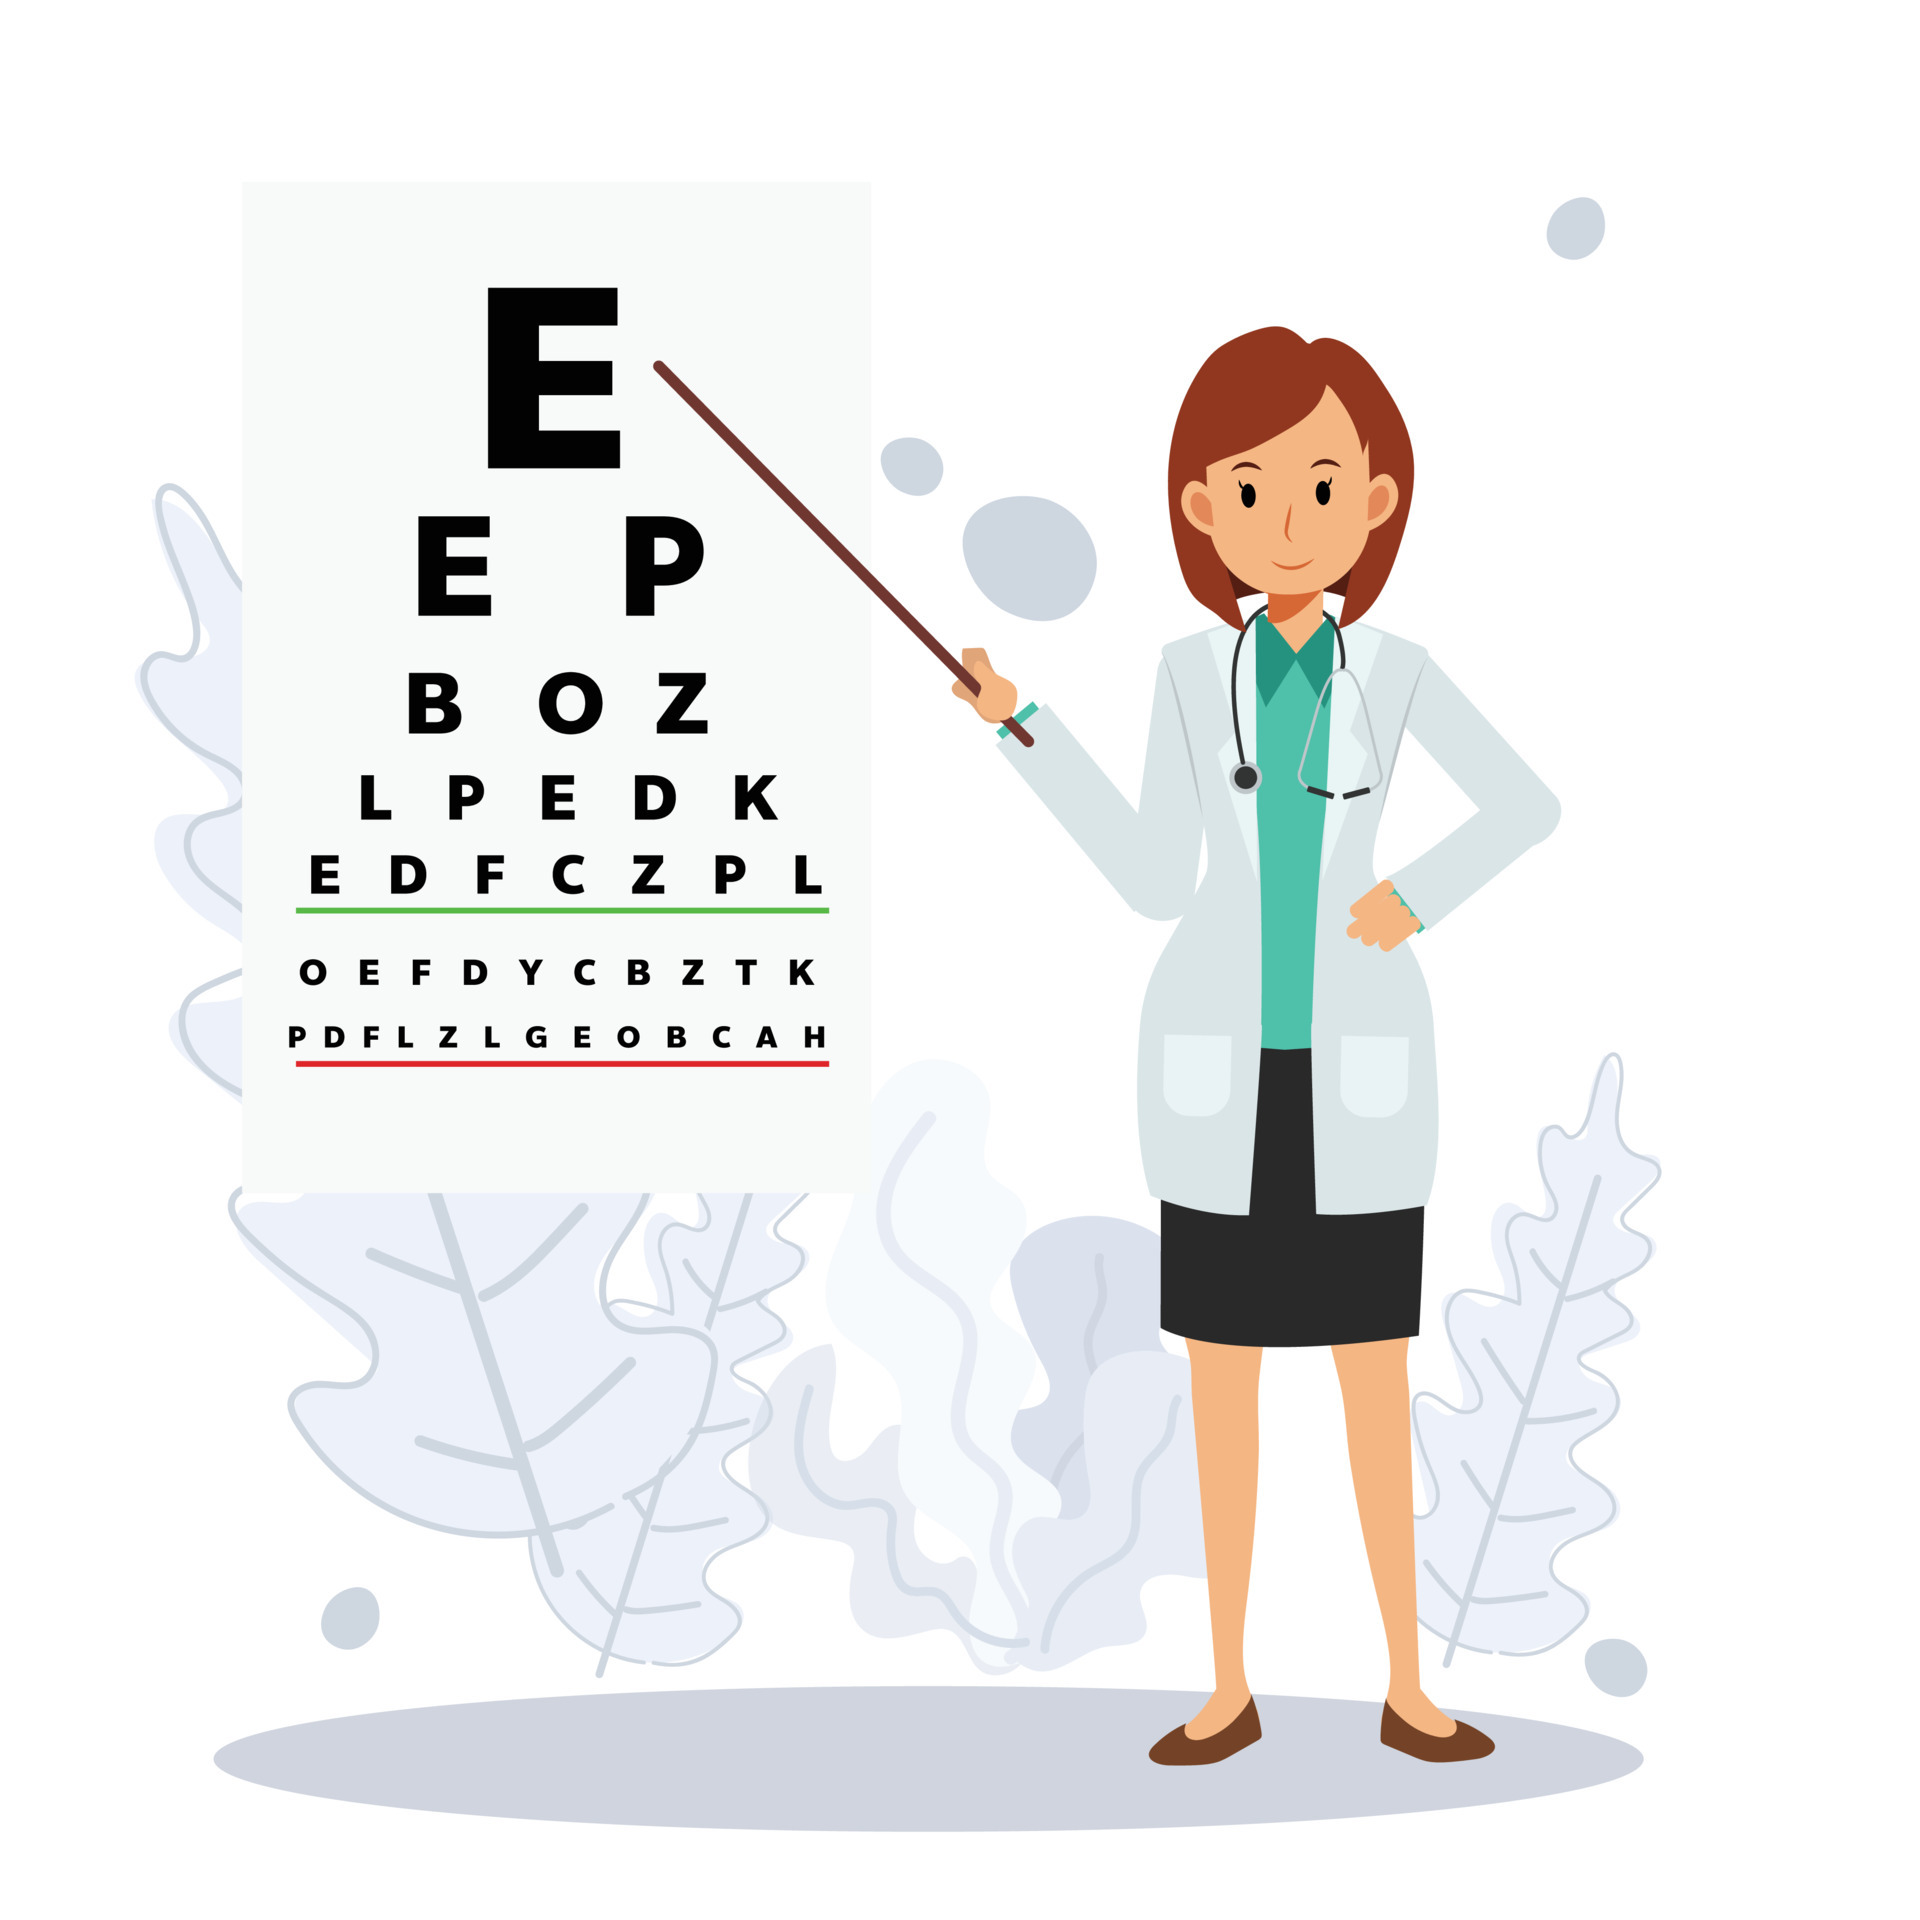 E
E P
B O Z
L P E D K
E D F C Z P L
O E F D Y C B Z T K
P D F L Z L G E O B C A H